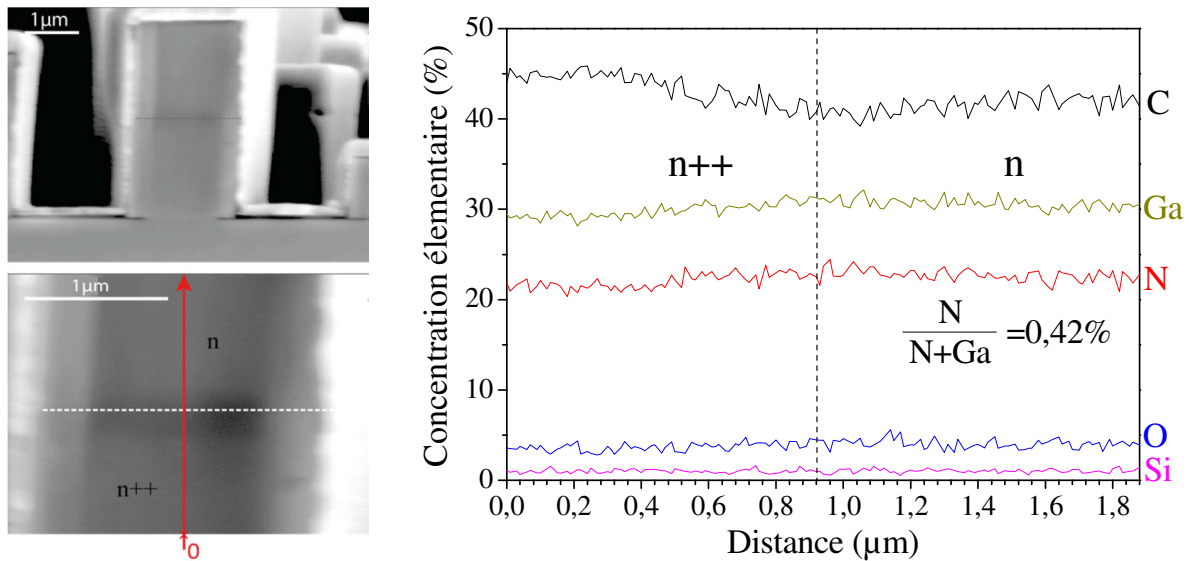 1µm
1µm
n
n++
0
Concentration élementaire (%)
50
40
30
20
10
0
n++
n
N
N+Ga
=0,42%
C
Ga
N
O
Si
0,0 0,2 0,4 0,6 0,8 1,0 1,2 1,4 1,6 1,8
Distance (µm)